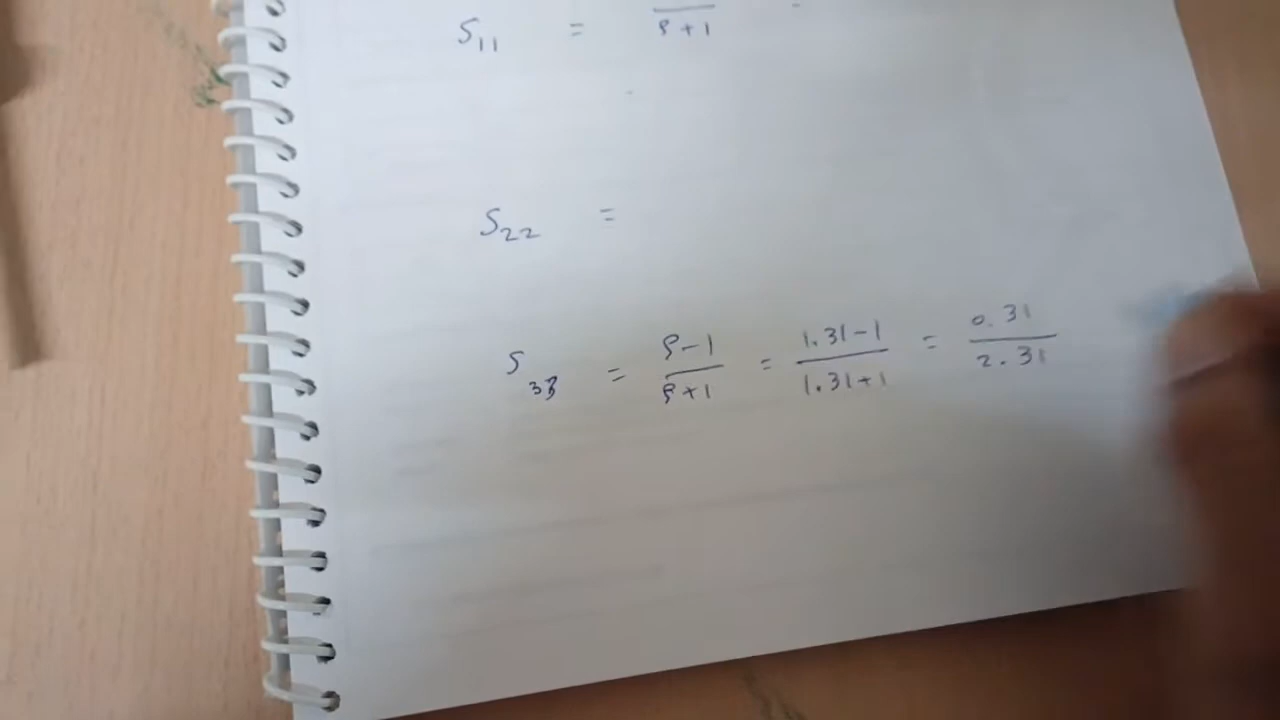 S11 = ‾ρ+1
S22 =
S33 = ρ-1/ρ+1 = 1.31-1/1.31+1 = 0.31/2.31